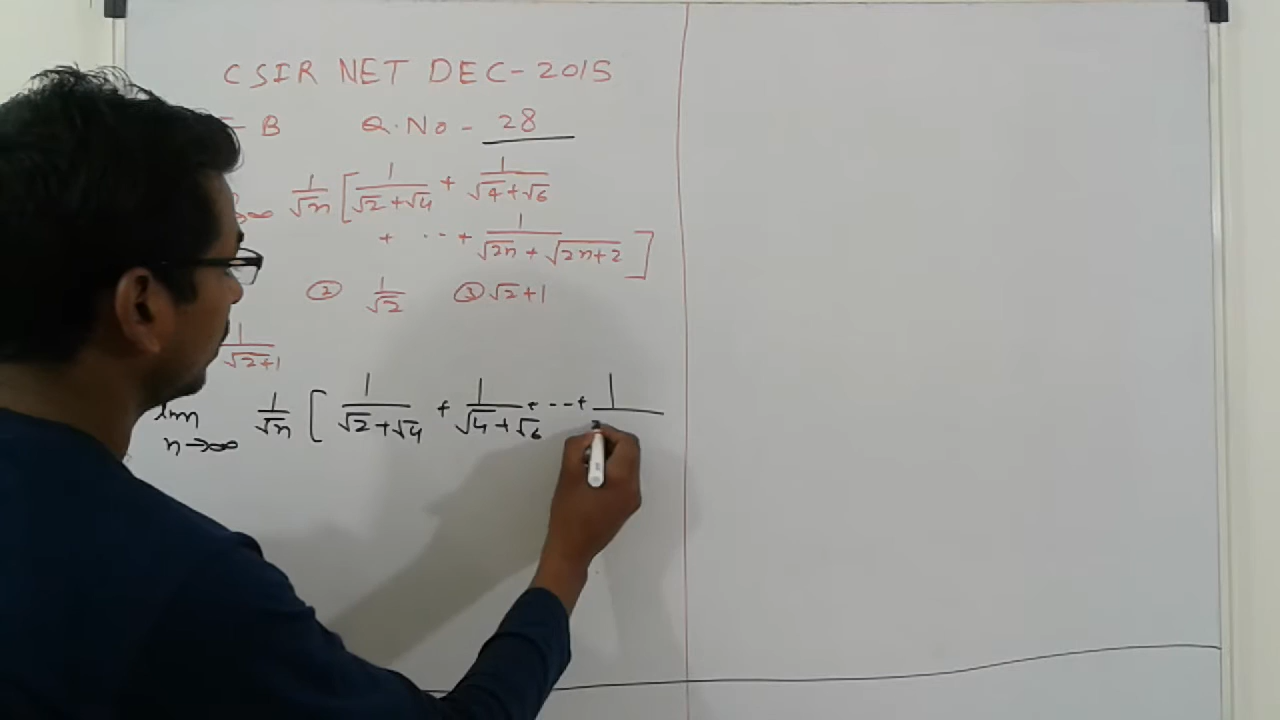 CSIR NET DEC-2015
- B Q.No - 28
∞ 1/√n [ 1/(√2+√4) + 1/(√4+√6)
+ ... + 1/(√2n + √(2n+2)) ]
② 1/√2 ③ √2+1
1/(√2+1)
lim n→∞ 1/√n [ 1/(√2+√4) + 1/(√4+√6) + ... + 1/